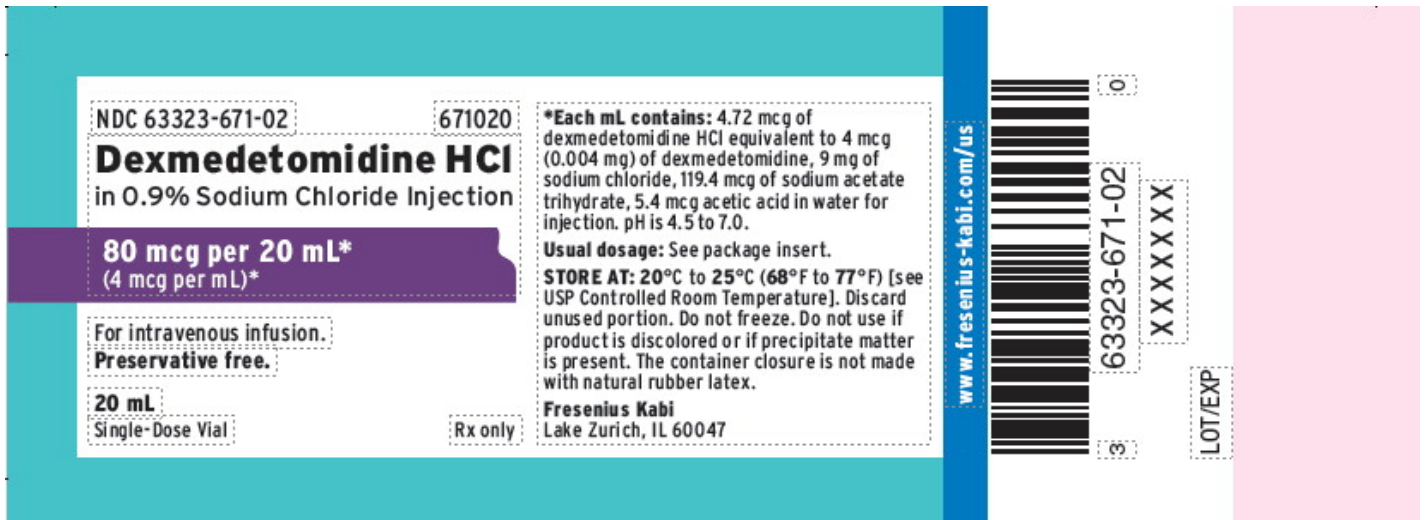 NDC 63323-671-02 671020
Dexmedetomidine HCl
in 0.9% Sodium Chloride Injection
80 mcg per 20 mL*
(4 mcg per mL)*
For intravenous infusion.
Preservative free.
20 mL
Single-Dose Vial Rx only
*Each mL contains: 4.72 mcg of
dexmedetomidine HCl equivalent to 4 mcg
(0.004 mg) of dexmedetomidine, 9 mg of
sodium chloride, 119.4 mcg of sodium acetate
trihydrate, 5.4 mcg acetic acid in water for
injection. pH is 4.5 to 7.0.
Usual dosage: See package insert.
STORE AT: 20°C to 25°C (68°F to 77°F) [see
USP Controlled Room Temperature]. Discard
unused portion. Do not freeze. Do not use if
product is discolored or if precipitate matter
is present. The container closure is not made
with natural rubber latex.
Fresenius Kabi
Lake Zurich, IL 60047
www.fresenius-kabi.com/us
3 63323-671-02 0
XXXXXXX
LOT/EXP